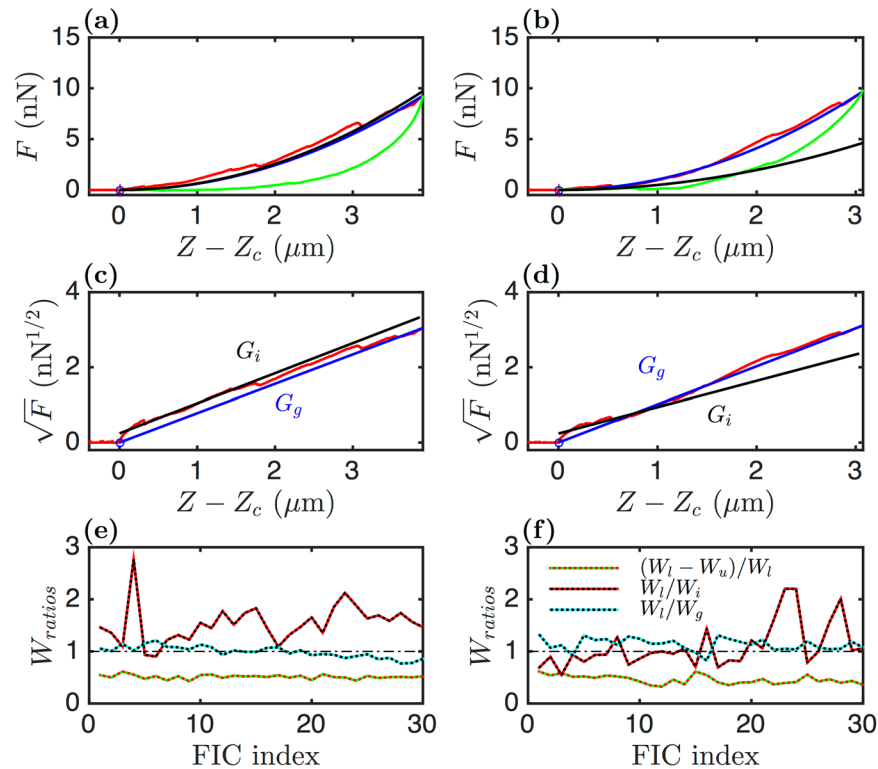 (a)
15
10
5
0
F (nN)
0 1 2 3
Z − Z_c (μm)
(b)
15
10
5
0
F (nN)
0 1 2 3
Z − Z_c (μm)
(c)
4
2
0
√F (nN^{1/2})
G_i
G_g
0 1 2 3
Z − Z_c (μm)
(d)
4
2
0
√F (nN^{1/2})
G_g
G_i
0 1 2 3
Z − Z_c (μm)
(e)
3
2
1
0
W_{ratios}
0 10 20 30
FIC index
(f)
3
2
1
0
W_{ratios}
(W_l − W_u)/W_l
W_l/W_i
W_l/W_g
0 10 20 30
FIC index